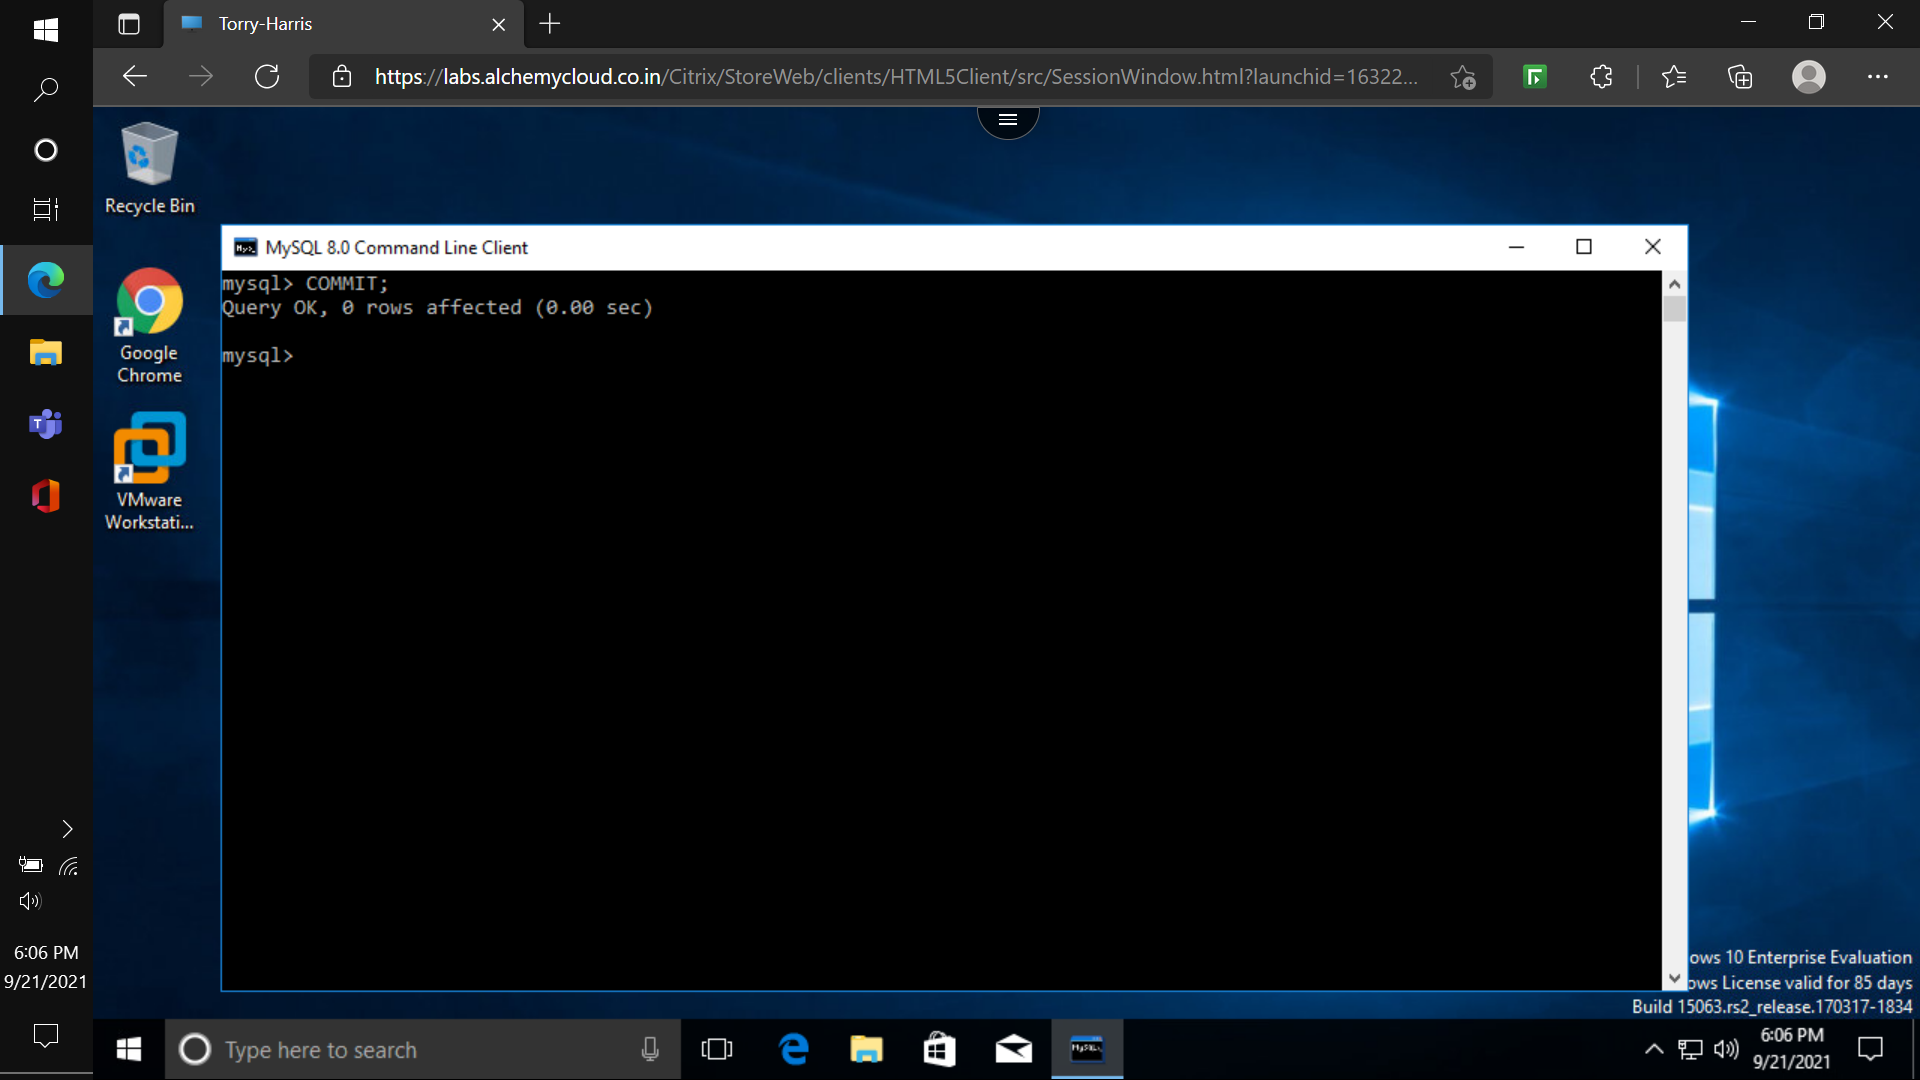 Torry-Harris
https://labs.alchemycloud.co.in/Citrix/StoreWeb/clients/HTML5Client/src/SessionWindow.html?launchid=16322...
Recycle Bin
MySQL 8.0 Command Line Client
mysql> COMMIT;
Query OK, 0 rows affected (0.00 sec)
mysql>
Google
Chrome
VMware
Workstati...
6:06 PM
9/21/2021
ows 10 Enterprise Evaluation
ows License valid for 85 days
Build 15063.rs2_release.170317-1834
Type here to search
6:06 PM
9/21/2021